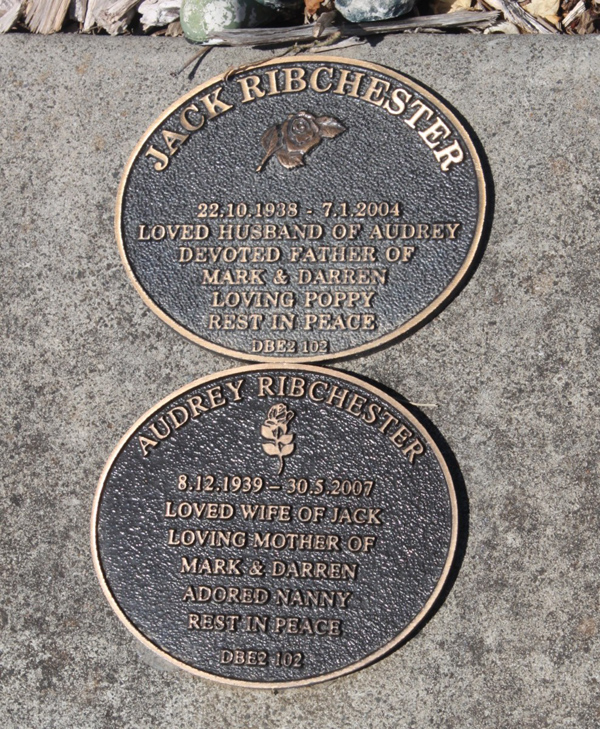 JACK RIBCHESTER
22.10.1938 - 7.1.2004
LOVED HUSBAND OF AUDREY
DEVOTED FATHER OF
MARK & DARREN
LOVING POPPY
REST IN PEACE
DBE2 102
AUDREY RIBCHESTER
8.12.1939 – 30.5.2007
LOVED WIFE OF JACK
LOVING MOTHER OF
MARK & DARREN
ADORED NANNY
REST IN PEACE
DBE2 102